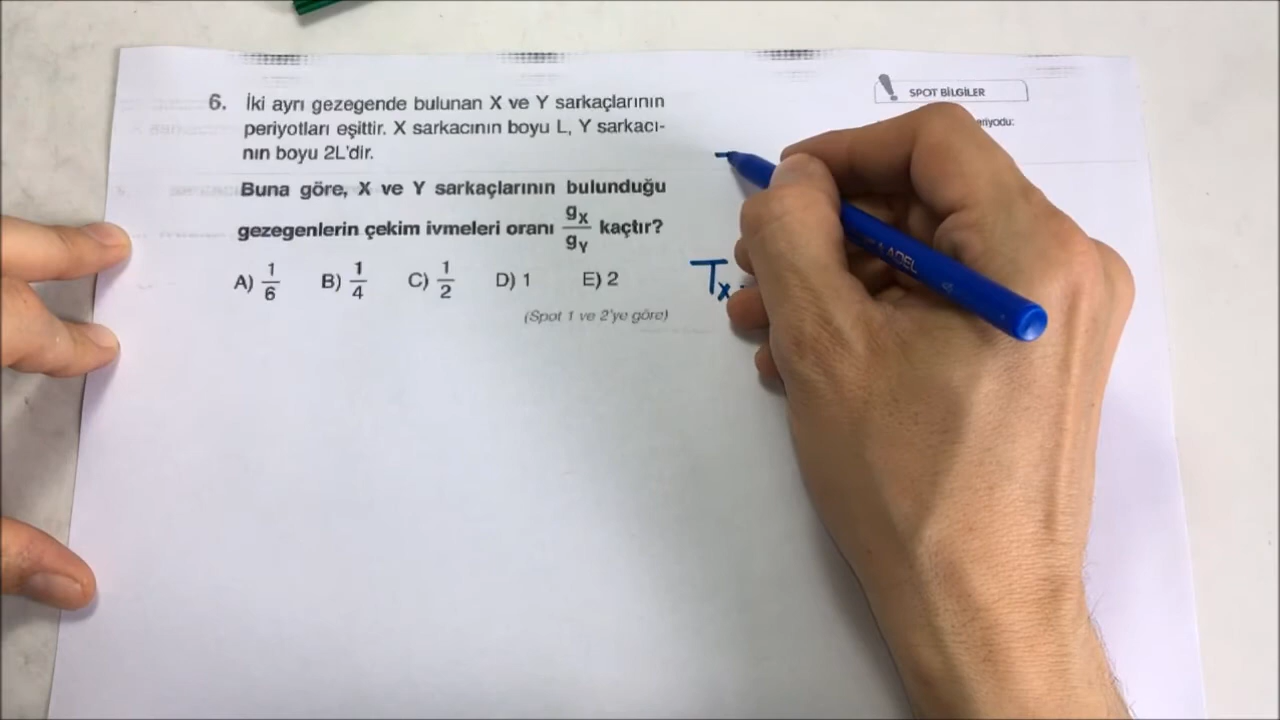 6. İki ayrı gezegende bulunan X ve Y sarkaçlarının
periyotları eşittir. X sarkacının boyu L, Y sarkacı-
nın boyu 2L'dir.
Buna göre, X ve Y sarkaçlarının bulunduğu
gezegenlerin çekim ivmeleri oranı gX/gY kaçtır?
A) 1/6 B) 1/4 C) 1/2 D) 1 E) 2
(Spot 1 ve 2'ye göre)
SPOT BİLGİLER
Tx